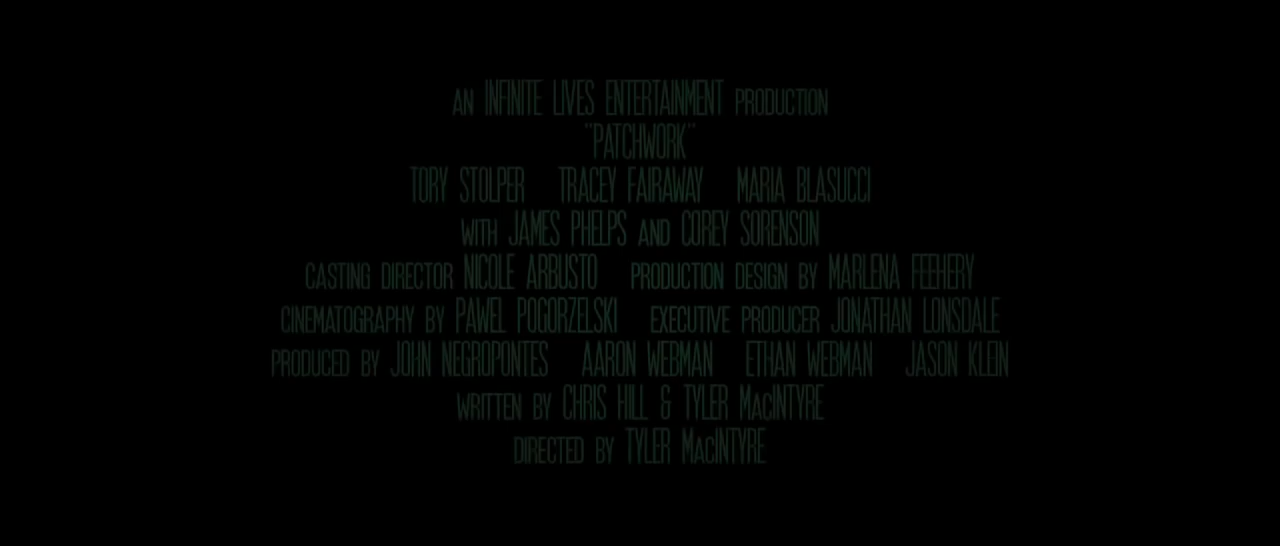 AN INFINITE LIVES ENTERTAINMENT PRODUCTION
"PATCHWORK"
TORY STOLPER TRACEY FAIRAWAY MARIA BLASUCCI
WITH JAMES PHELPS AND COREY SORENSON
CASTING DIRECTOR NICOLE ARBUSTO PRODUCTION DESIGN BY MARLENA FEEHERY
CINEMATOGRAPHY BY PAWEL POGORZELSKI EXECUTIVE PRODUCER JONATHAN LONSDALE
PRODUCED BY JOHN NEGROPONTES AARON WEBMAN ETHAN WEBMAN JASON KLEIN
WRITTEN BY CHRIS HILL & TYLER MacINTYRE
DIRECTED BY TYLER MacINTYRE